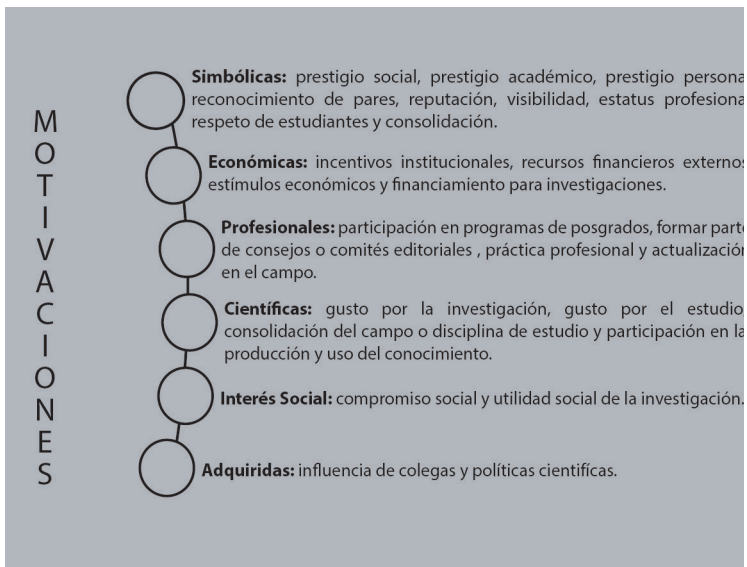 MOTIVACIONES
Simbólicas: prestigio social, prestigio académico, prestigio persona
reconocimiento de pares, reputación, visibilidad, estatus profesiona
respeto de estudiantes y consolidación.
Económicas: incentivos institucionales, recursos financieros externos
estímulos económicos y financiamiento para investigaciones.
Profesionales: participación en programas de posgrados, formar parte
de consejos o comités editoriales , práctica profesional y actualización
en el campo.
Científicas: gusto por la investigación, gusto por el estudio,
consolidación del campo o disciplina de estudio y participación en la
producción y uso del conocimiento.
Interés Social: compromiso social y utilidad social de la investigación.
Adquiridas: influencia de colegas y políticas cientifícas.